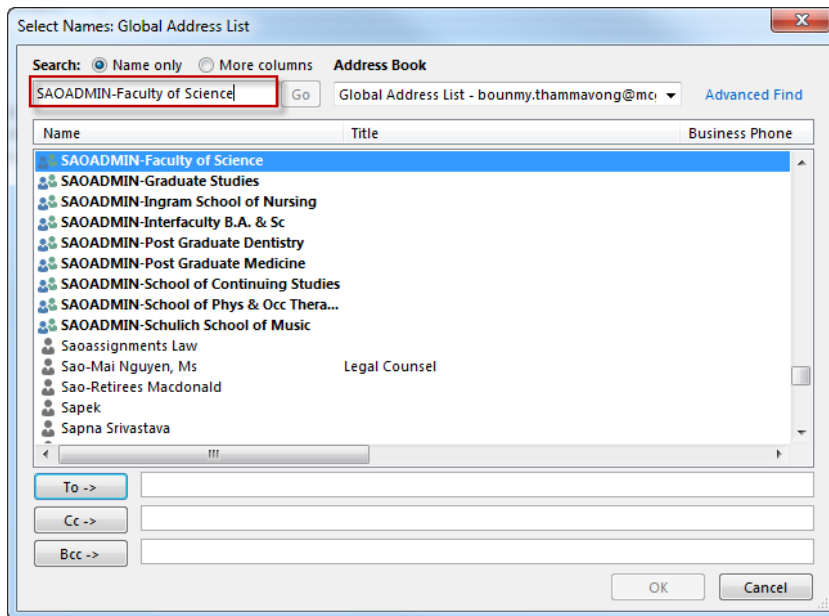 Select Names: Global Address List
Search: Name only More columns Address Book
SAOADMIN-Faculty of Science Go Global Address List - bounmy.thammavong@mc Advanced Find
Name Title Business Phone
SAOADMIN-Faculty of Science
SAOADMIN-Graduate Studies
SAOADMIN-Ingram School of Nursing
SAOADMIN-Interfaculty B.A. & Sc
SAOADMIN-Post Graduate Dentistry
SAOADMIN-Post Graduate Medicine
SAOADMIN-School of Continuing Studies
SAOADMIN-School of Phys & Occ Thera...
SAOADMIN-Schulich School of Music
Saoassignments Law
Sao-Mai Nguyen, Ms Legal Counsel
Sao-Retirees Macdonald
Sapek
Sapna Srivastava
To ->
Cc ->
Bcc ->
OK Cancel